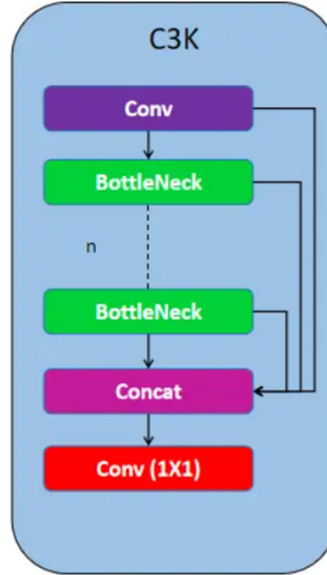 C3K
Conv
BottleNeck
n
BottleNeck
Concat
Conv (1X1)